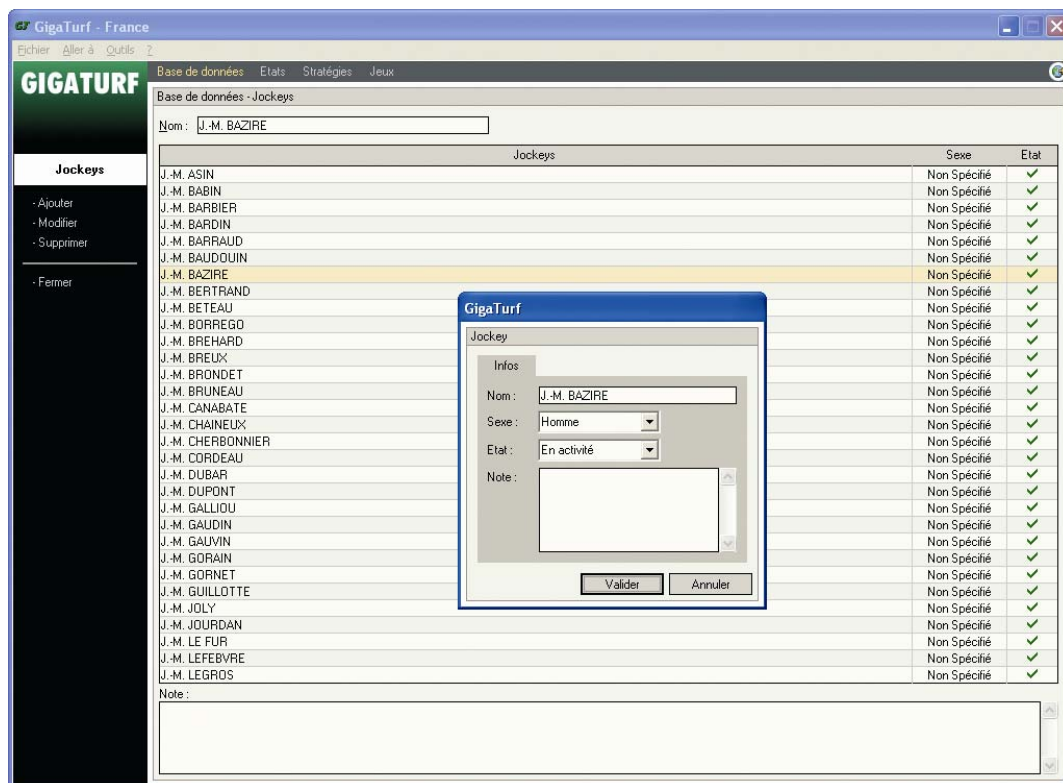 GT GigaTurf - France
Fichier Aller à Outils ?
GIGATURF
Base de données Etats Stratégies Jeux
Base de données - Jockeys
Nom : J.-M. BAZIRE
Jockeys
- Ajouter
- Modifier
- Supprimer
- Fermer
Jockeys Sexe Etat
J.-M. ASIN Non Spécifié
J.-M. BABIN Non Spécifié
J.-M. BARBIER Non Spécifié
J.-M. BARDIN Non Spécifié
J.-M. BARRAUD Non Spécifié
J.-M. BAUDOUIN Non Spécifié
J.-M. BAZIRE Non Spécifié
J.-M. BERTRAND Non Spécifié
J.-M. BETEAU Non Spécifié
J.-M. BORREGO Non Spécifié
J.-M. BREHARD Non Spécifié
J.-M. BREUX Non Spécifié
J.-M. BRONDET Non Spécifié
J.-M. BRUNEAU Non Spécifié
J.-M. CANABATE Non Spécifié
J.-M. CHAINEUX Non Spécifié
J.-M. CHERBONNIER Non Spécifié
J.-M. CORDEAU Non Spécifié
J.-M. DUBAR Non Spécifié
J.-M. DUPONT Non Spécifié
J.-M. GALLIOU Non Spécifié
J.-M. GAUDIN Non Spécifié
J.-M. GAUVIN Non Spécifié
J.-M. GORAIN Non Spécifié
J.-M. GORNET Non Spécifié
J.-M. GUILLOTTE Non Spécifié
J.-M. JOLY Non Spécifié
J.-M. JOURDAN Non Spécifié
J.-M. LE FUR Non Spécifié
J.-M. LEFEBVRE Non Spécifié
J.-M. LEGROS Non Spécifié
Note :
GigaTurf
Jockey
Infos
Nom : J.-M. BAZIRE
Sexe : Homme
Etat : En activité
Note :
Valider Annuler